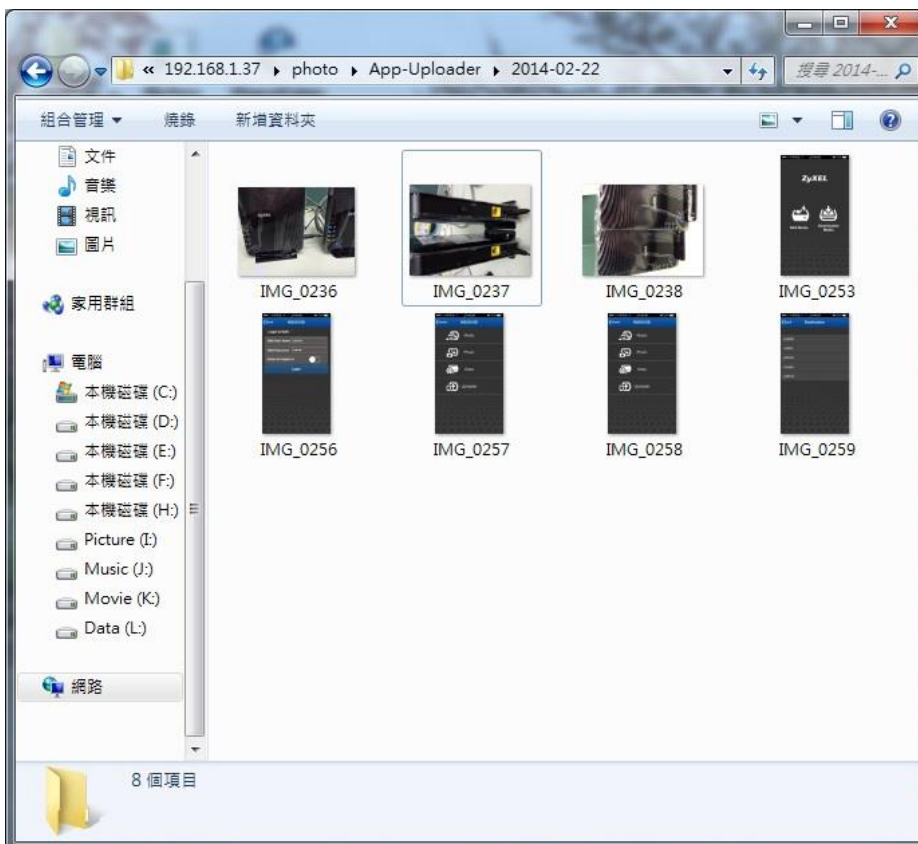 « 192.168.1.37 ▸ photo ▸ App-Uploader ▸ 2014-02-22
搜尋 2014-...
組合管理 ▼ 燒錄 新增資料夾
文件
音樂
視訊
圖片
家用群組
電腦
本機磁碟 (C:)
本機磁碟 (D:)
本機磁碟 (E:)
本機磁碟 (F:)
本機磁碟 (H:)
Picture (I:)
Music (J:)
Movie (K:)
Data (L:)
網路
ZyXEL
IMG_0236 IMG_0237 IMG_0238 IMG_0253
IMG_0256 IMG_0257 IMG_0258 IMG_0259
8 個項目